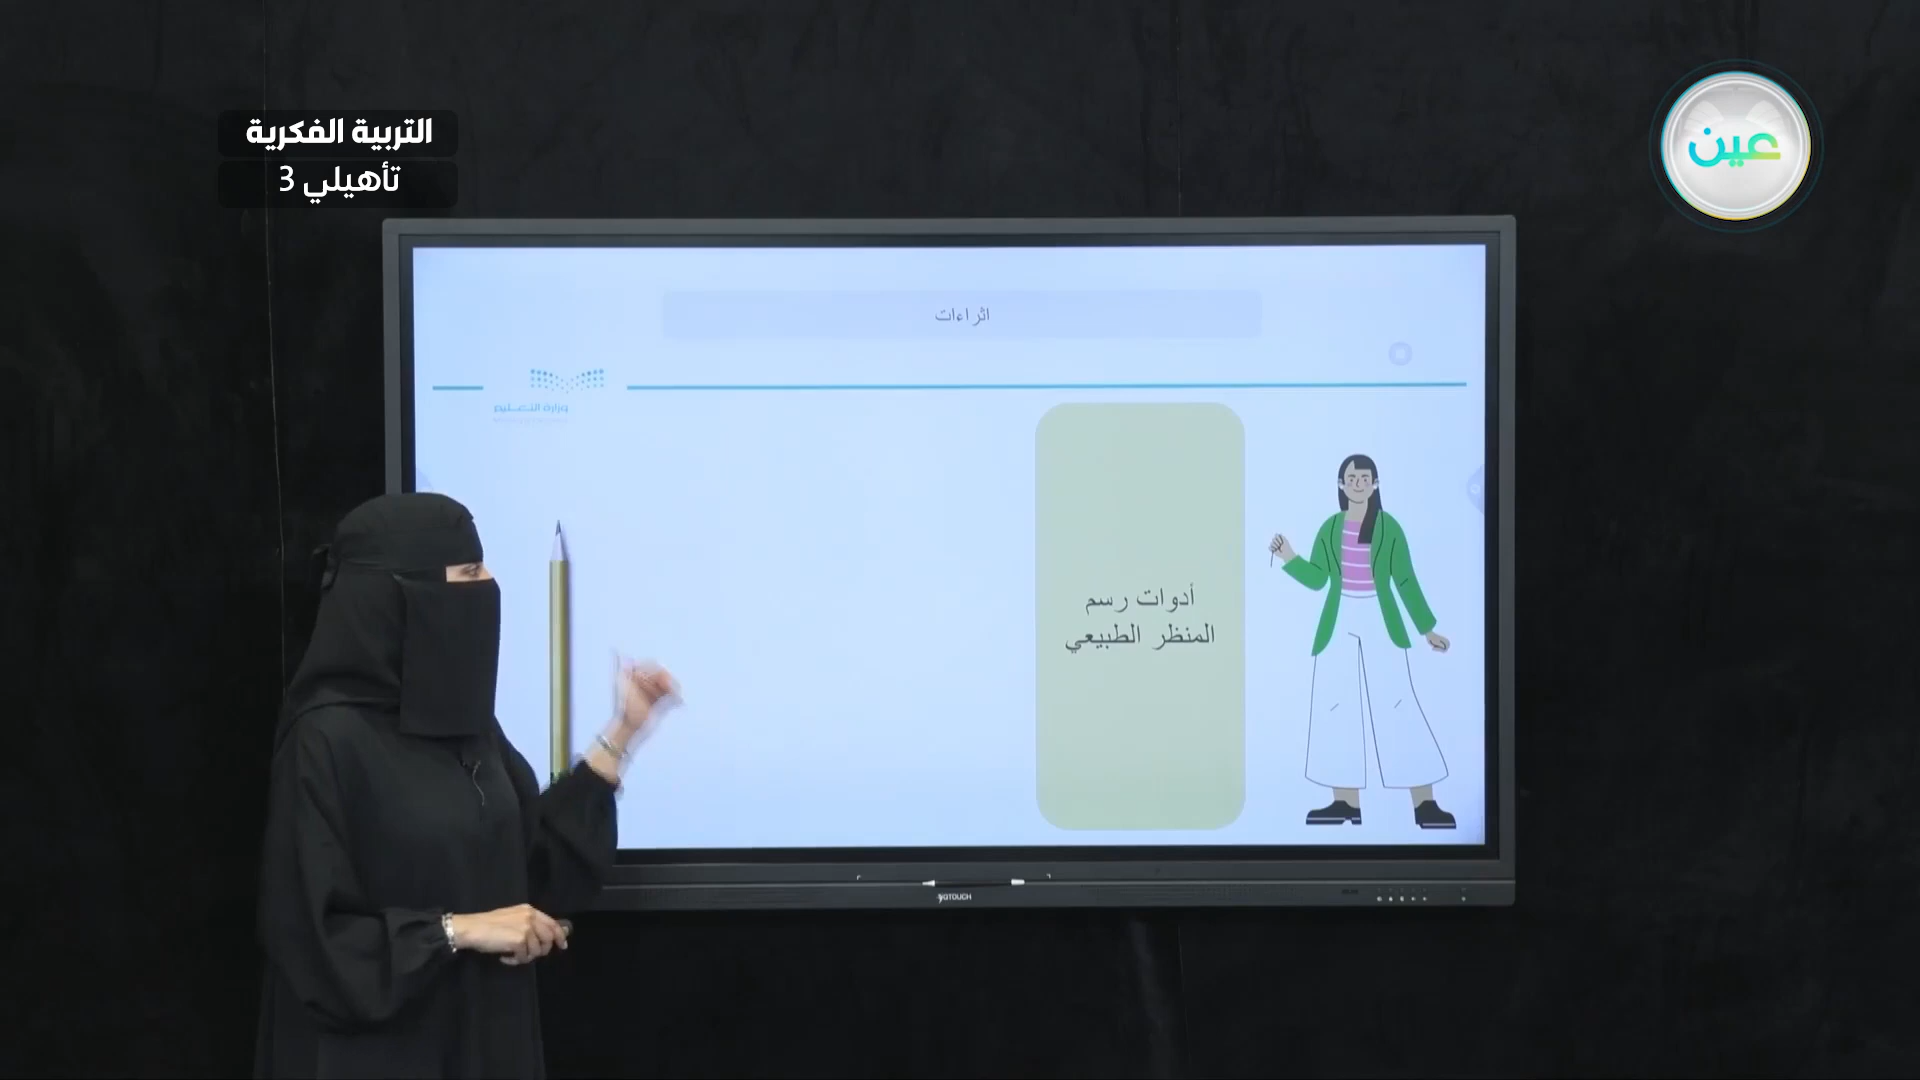 التربية الفكرية
تأهيلي 3
عين
اثراءات
وزارة التعليم
أدوات رسم
المنظر الطبيعي